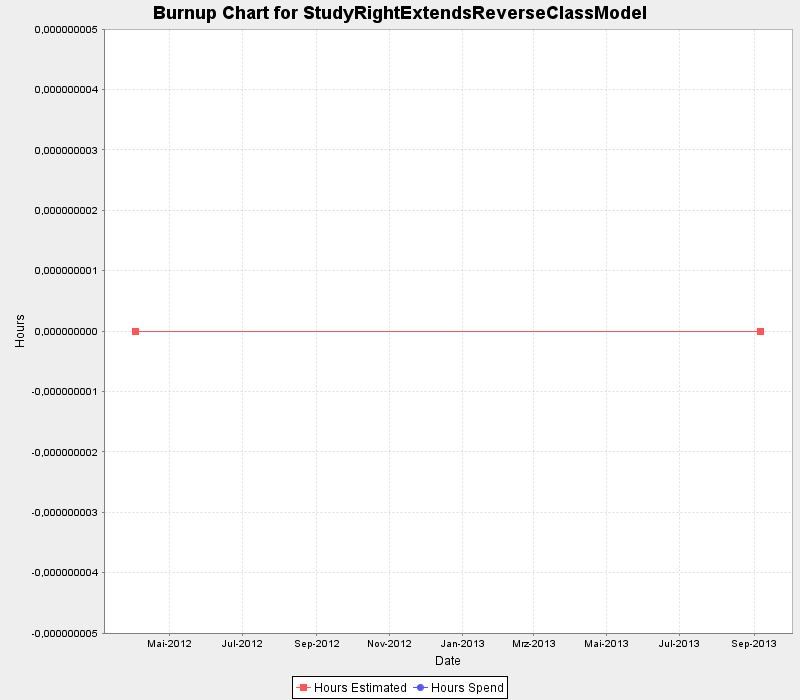 Burnup Chart for StudyRightExtendsReverseClassModel
0,000000005
0,000000004
0,000000003
0,000000002
0,000000001
0,000000000
-0,000000001
-0,000000002
-0,000000003
-0,000000004
-0,000000005
Hours
Mai-2012 Jul-2012 Sep-2012 Nov-2012 Jan-2013 Mrz-2013 Mai-2013 Jul-2013 Sep-2013
Date
Hours Estimated Hours Spend